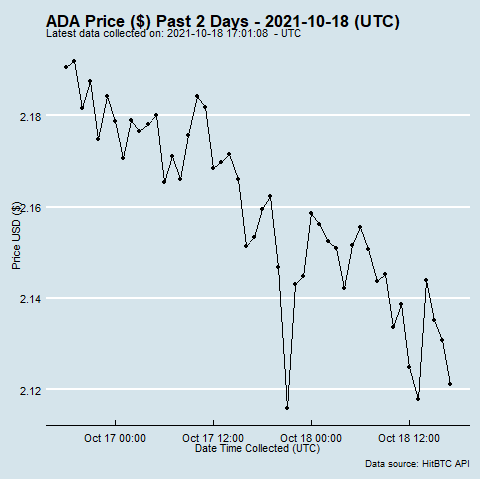 ADA Price ($) Past 2 Days - 2021-10-18 (UTC)
Latest data collected on: 2021-10-18 17:01:08 - UTC
2.18
2.16
2.14
2.12
Price USD ($)
Oct 17 00:00 Oct 17 12:00 Oct 18 00:00 Oct 18 12:00
Date Time Collected (UTC)
Data source: HitBTC API